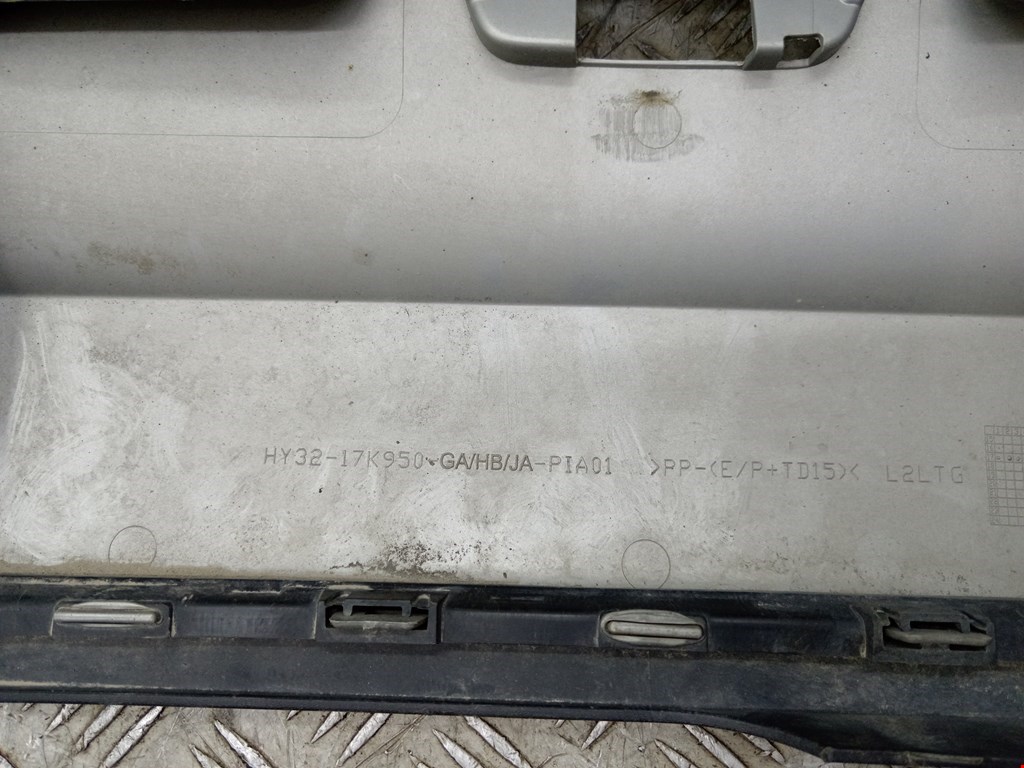 HY32-17K950-GA/HB/JA-PIA01 >PP-<E/P+TD15>< L2LTG